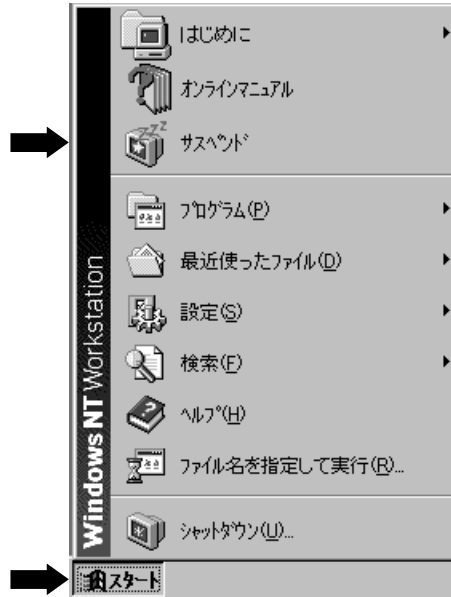 はじめに
オンラインマニュアル
サスペンド
プログラム(P)
最近使ったファイル(D)
設定(S)
検索(F)
ヘルプ(H)
ファイル名を指定して実行(R)...
シャットダウン(U)...
Windows NT Workstation
スタート